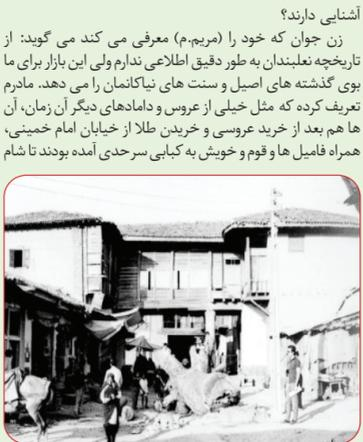 آشنایی دارند؟
زن جوان که خود را (مریم.م) معرفی می کند می گوید: از
تاریخچه نعلبندان به طور دقیق اطلاعی ندارم ولی این بازار برای ما
بوی گذشته های اصیل و سنت های نیاکانمان را می دهد. مادرم
تعریف کرده که مثل خیلی از عروس و دامادهای دیگر آن زمان، آن
ها هم بعد از خرید عروسی و خریدن طلا از خیابان امام خمینی،
همراه فامیل ها و قوم و خویش به کبابی سرحدی آمده بودند تا شام